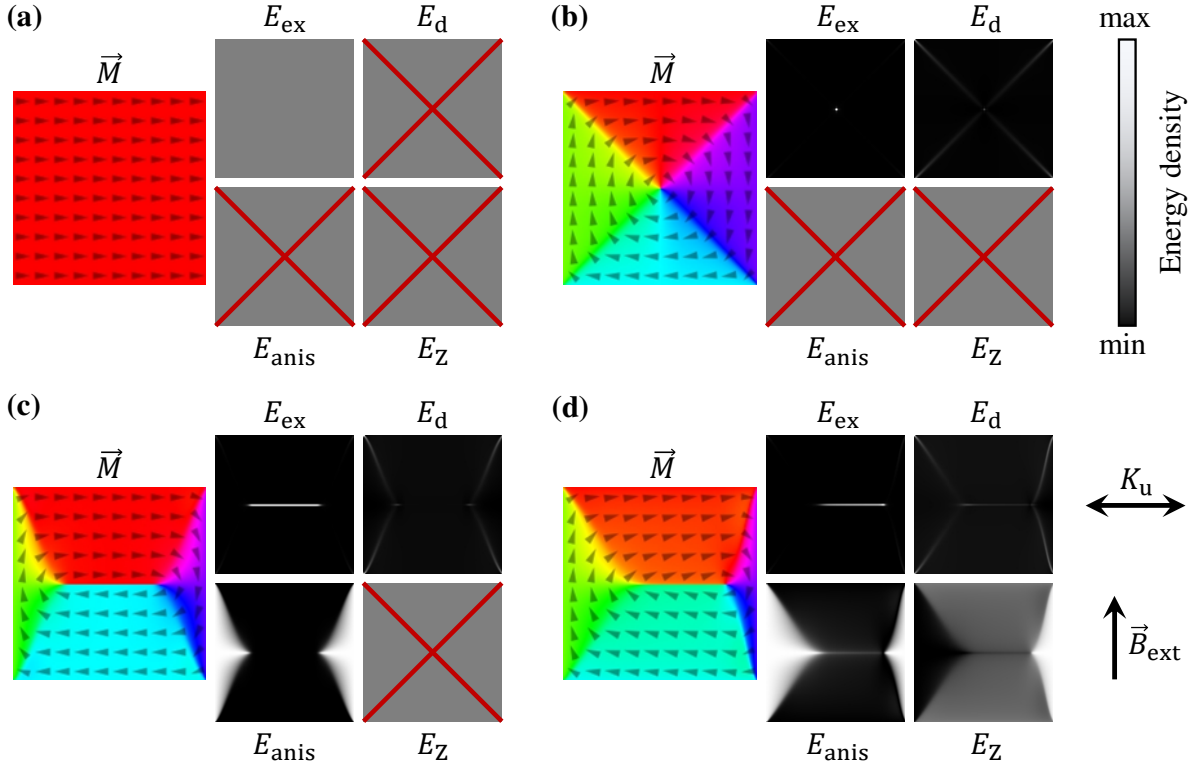 (a)
E_ex E_d
M⃗
E_anis E_Z
(b)
E_ex E_d
M⃗
E_anis E_Z
max
Energy density
min
(c)
E_ex E_d
M⃗
E_anis E_Z
(d)
E_ex E_d
M⃗
E_anis E_Z
K_u
B⃗_ext